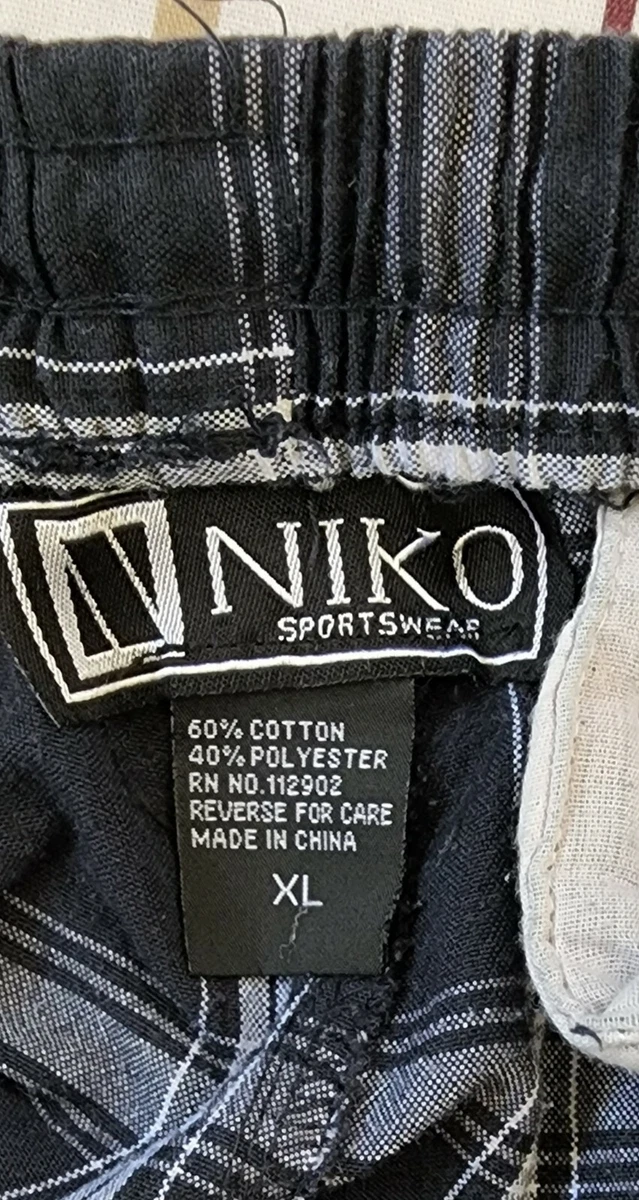 N NIKO
SPORTSWEAR
60% COTTON
40% POLYESTER
RN NO.112902
REVERSE FOR CARE
MADE IN CHINA
XL